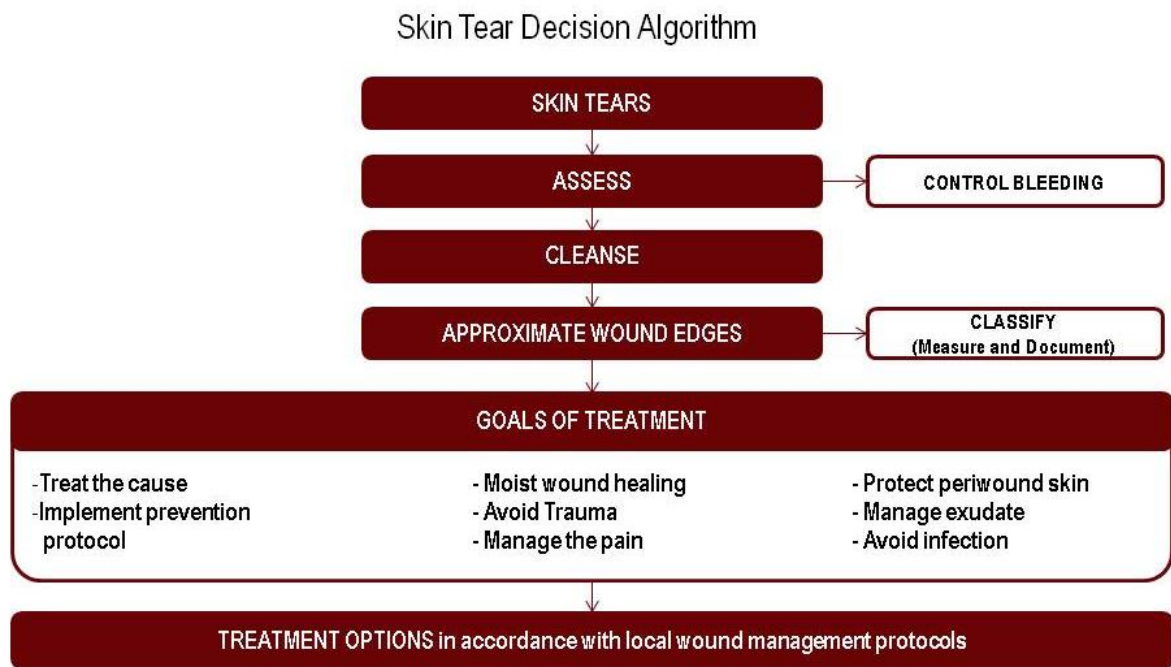 Skin Tear Decision Algorithm
SKIN TEARS
ASSESS
CONTROL BLEEDING
CLEANSE
APPROXIMATE WOUND EDGES
CLASSIFY
(Measure and Document)
GOALS OF TREATMENT
-Treat the cause
-Implement prevention
protocol
- Moist wound healing
- Avoid Trauma
- Manage the pain
- Protect periwound skin
- Manage exudate
- Avoid infection
TREATMENT OPTIONS in accordance with local wound management protocols